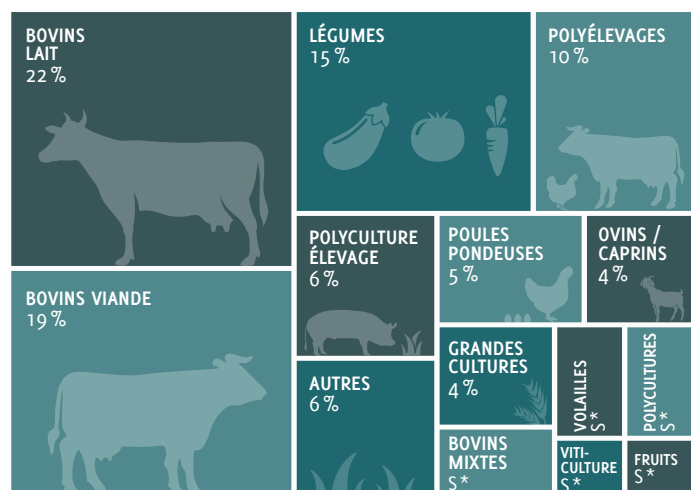 BOVINS
LAIT
22 %
LÉGUMES
15 %
POLYÉLEVAGES
10 %
BOVINS VIANDE
19 %
POLYCULTURE
ÉLEVAGE
6 %
POULES
PONDEUSES
5 %
OVINS /
CAPRINS
4 %
AUTRES
6 %
GRANDES
CULTURES
4 %
VOLAILLES
S*
POLYCULTURES
S*
BOVINS
MIXTES
S*
VITI-
CULTURE
S*
FRUITS
S*